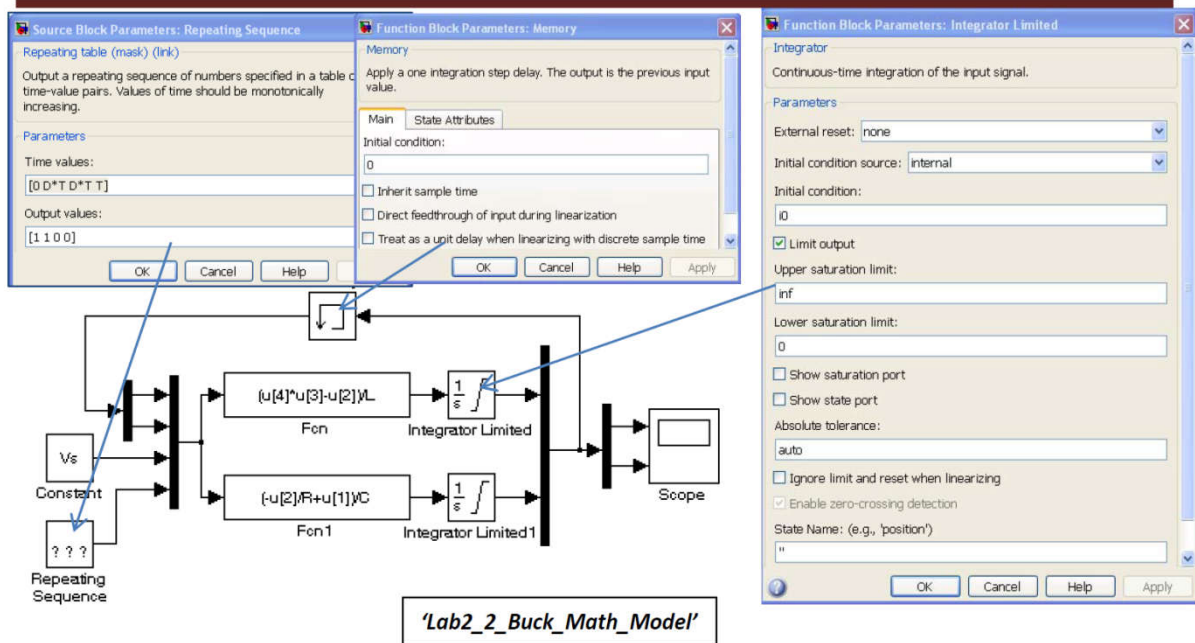 Source Block Parameters: Repeating Sequence
Repeating table (mask) (link)
Output a repeating sequence of numbers specified in a table o
time-value pairs. Values of time should be monotonically
increasing.
Parameters
Time values:
[0 D*T D*T T]
Output values:
[1 1 0 0]
OK Cancel Help
Function Block Parameters: Memory
Memory
Apply a one integration step delay. The output is the previous input
value.
Main State Attributes
Initial condition:
0
Inherit sample time
Direct feedthrough of input during linearization
Treat as a unit delay when linearizing with discrete sample time
OK Cancel Help Apply
Function Block Parameters: Integrator Limited
Integrator
Continuous-time integration of the input signal.
Parameters
External reset: none
Initial condition source: internal
Initial condition:
i0
Limit output
Upper saturation limit:
inf
Lower saturation limit:
0
Show saturation port
Show state port
Absolute tolerance:
auto
Ignore limit and reset when linearizing
Enable zero-crossing detection
State Name: (e.g., 'position')
''
OK Cancel Help Apply
(u[4]*u[3]-u[2])/L
Fcn
1
s
Integrator Limited
Vs
Constant
(-u[2]/R+u[1])/C
Fcn1
1
s
Integrator Limited1
Scope
? ? ?
Repeating
Sequence
'Lab2_2_Buck_Math_Model'